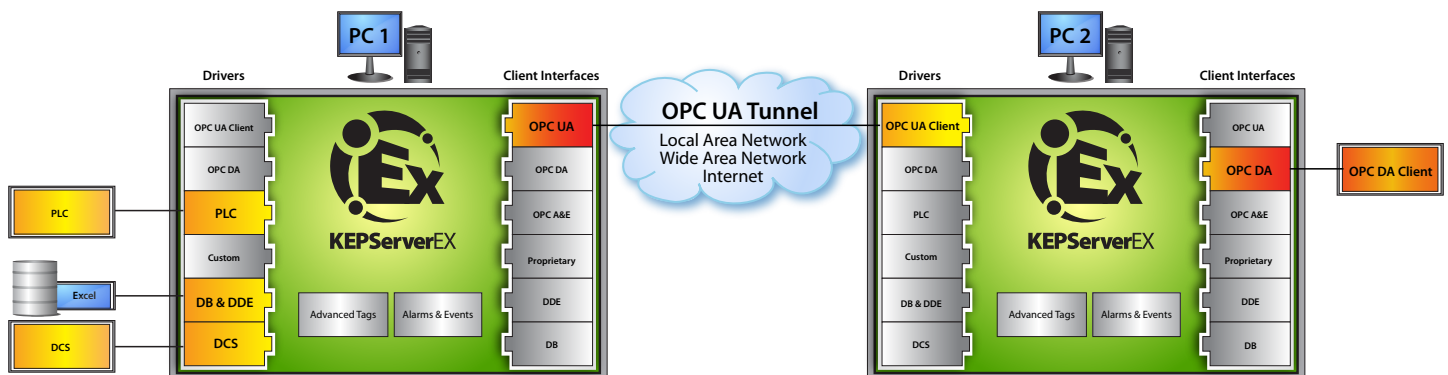 PC 1
Drivers
Client Interfaces
OPC UA Client
OPC DA
PLC
Custom
DB & DDE
DCS
PLC
Excel
DCS
Ex
KEPServerEX
Advanced Tags
Alarms & Events
OPC UA
OPC DA
OPC A&E
Proprietary
DDE
DB
OPC UA Tunnel
Local Area Network
Wide Area Network
Internet
PC 2
Drivers
Client Interfaces
OPC UA Client
OPC DA
PLC
Custom
DB & DDE
DCS
Ex
KEPServerEX
Advanced Tags
Alarms & Events
OPC UA
OPC DA
OPC A&E
Proprietary
DDE
DB
OPC DA Client